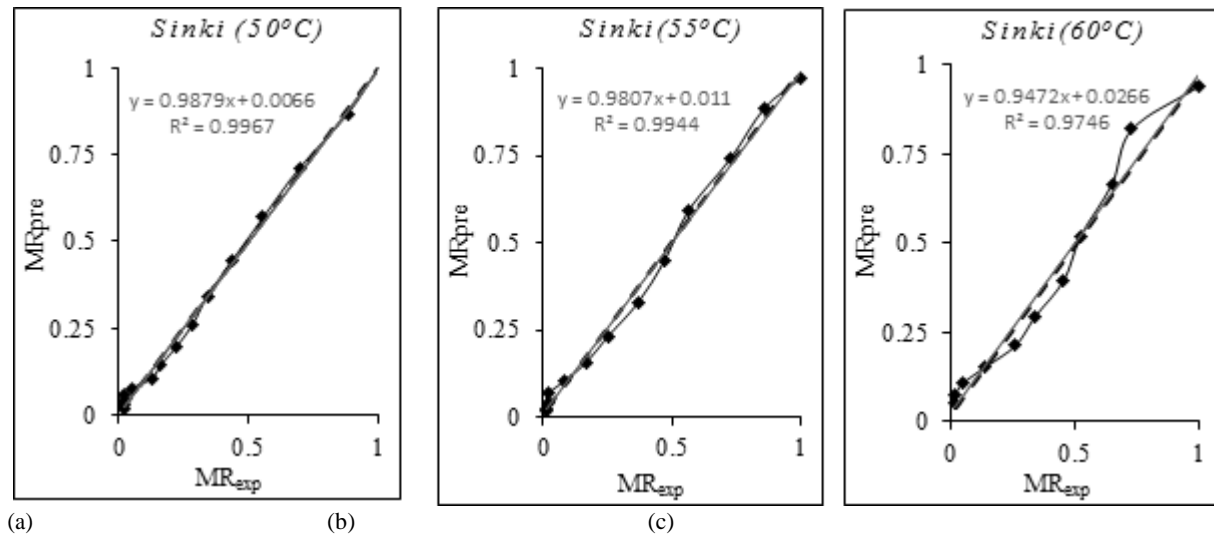 Sinki (50°C)
1
y = 0.9879x + 0.0066
R² = 0.9967
0.75
MRpre
0.5
0.25
0
0
0.5
1
MRexp
Sinki(55°C)
1
y = 0.9807x + 0.011
R² = 0.9944
0.75
MRpre
0.5
0.25
0
0
0.5
1
MRexp
Sinki(60°C)
1
y = 0.9472x + 0.0266
R² = 0.9746
0.75
MRpre
0.5
0.25
0
0
0.5
1
MRexp
(a) (b) (c)